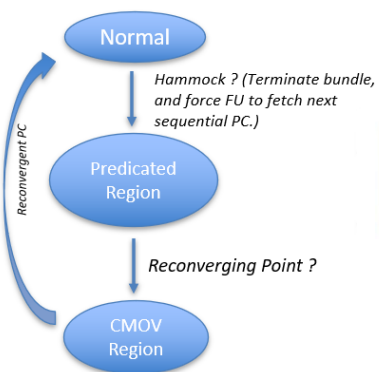 Normal
Hammock ? (Terminate bundle,
and force FU to fetch next
sequential PC.)
Reconvergent PC
Predicated
Region
Reconverging Point ?
CMOV
Region